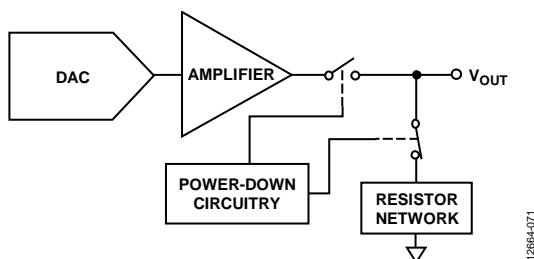 DAC
AMPLIFIER
VOUT
POWER-DOWN
CIRCUITRY
RESISTOR
NETWORK
12664-071